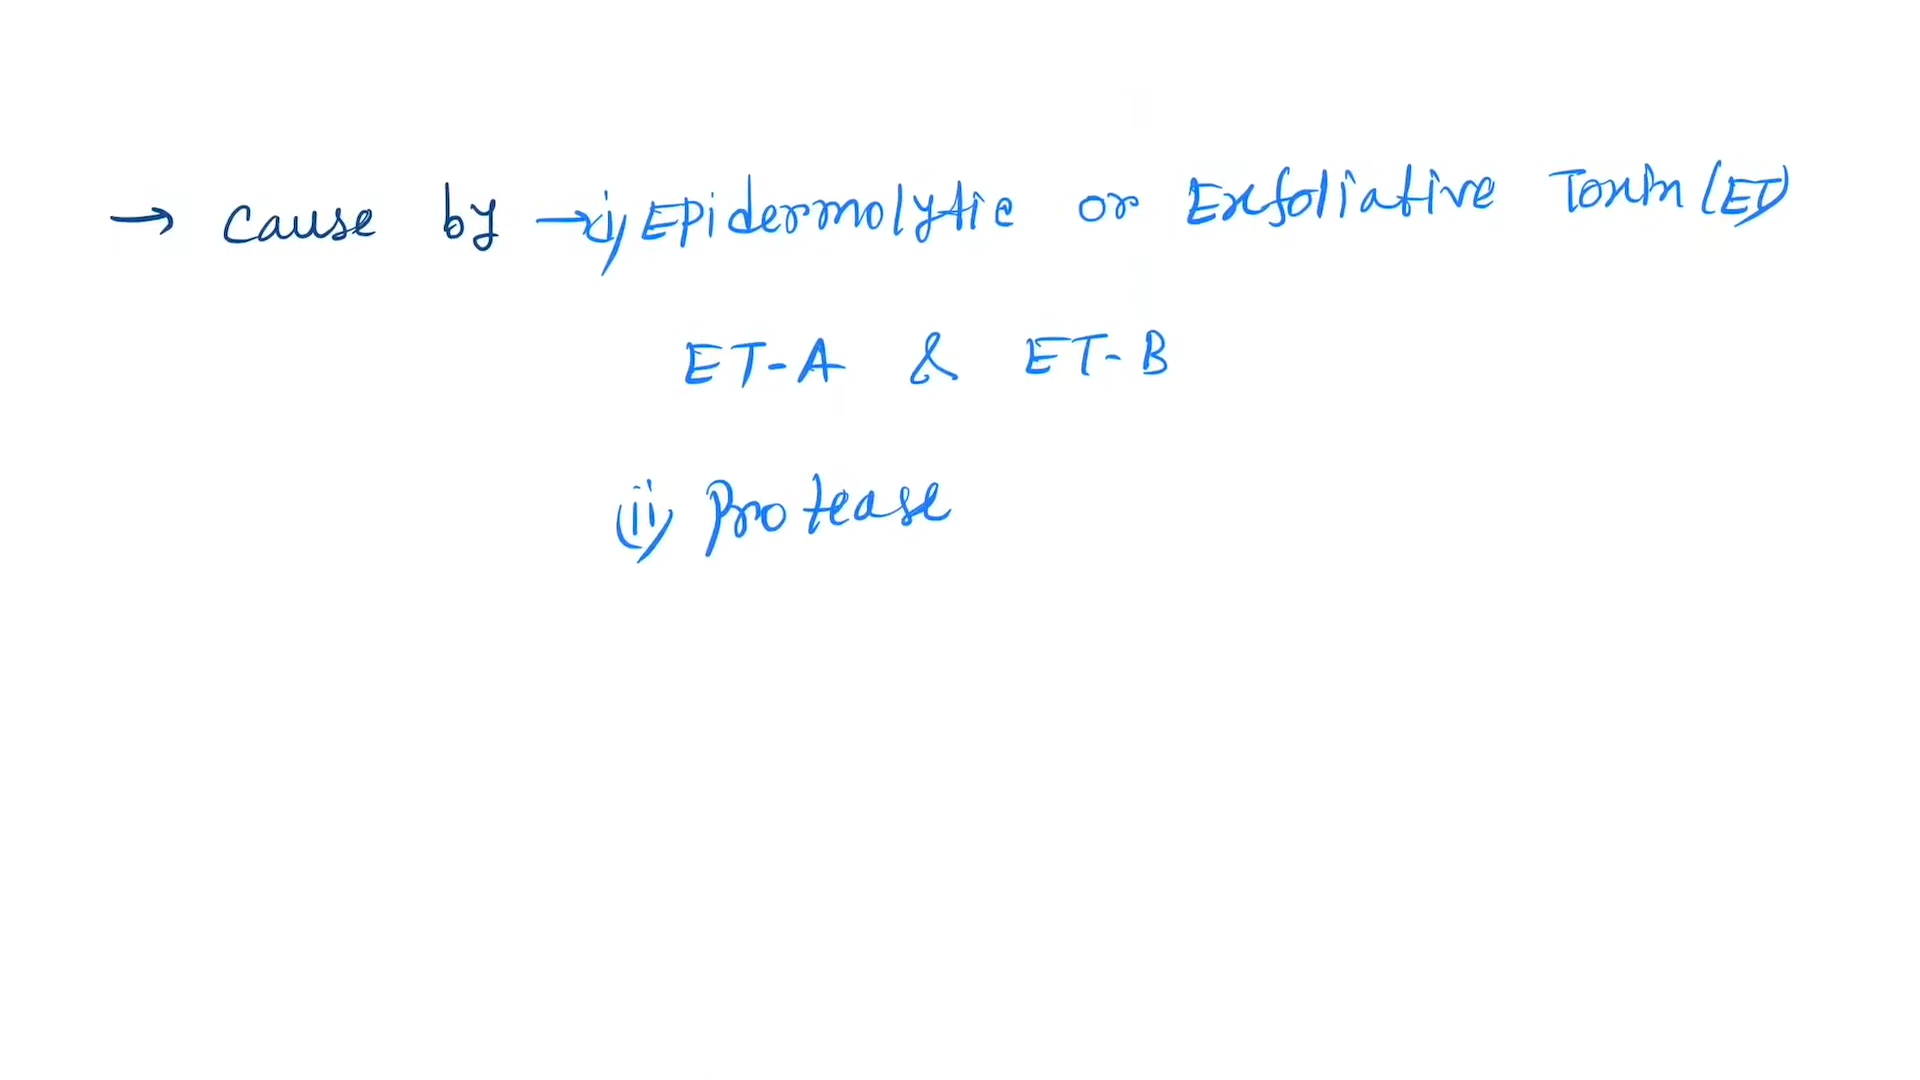 → cause by → (i) Epidermolytic or Exfoliative Toxin (ET)
ET-A & ET-B
(ii) Protease